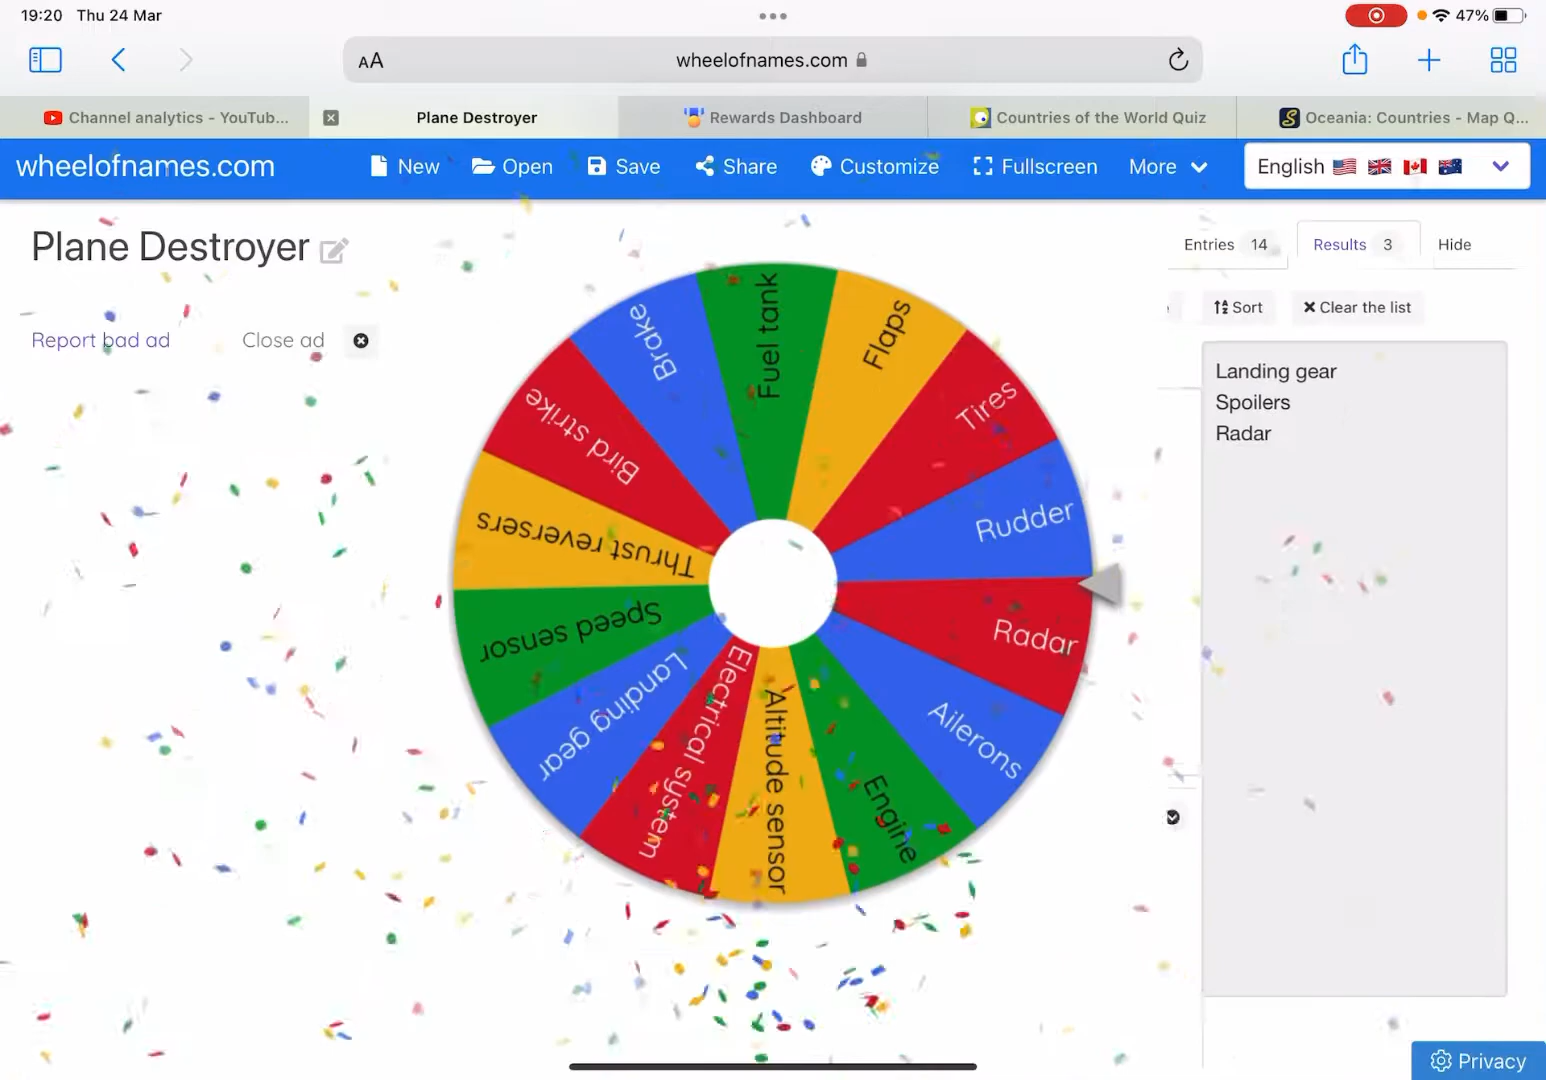 19:20 Thu 24 Mar
47%
AA wheelofnames.com
Channel analytics - YouTub...
Plane Destroyer
Rewards Dashboard
Countries of the World Quiz
Oceania: Countries - Map Q...
wheelofnames.com
New
Open
Save
Share
Customize
Fullscreen
More
English
Plane Destroyer
Report bad ad
Close ad
Entries 14
Results 3
Hide
Sort
Clear the list
Landing gear
Spoilers
Radar
Fuel tank
Flaps
Tires
Rudder
Radar
Ailerons
Engine
Altitude sensor
Electrical system
Landing gear
Speed sensor
Thrust reversers
Bird strike
Brake
Privacy